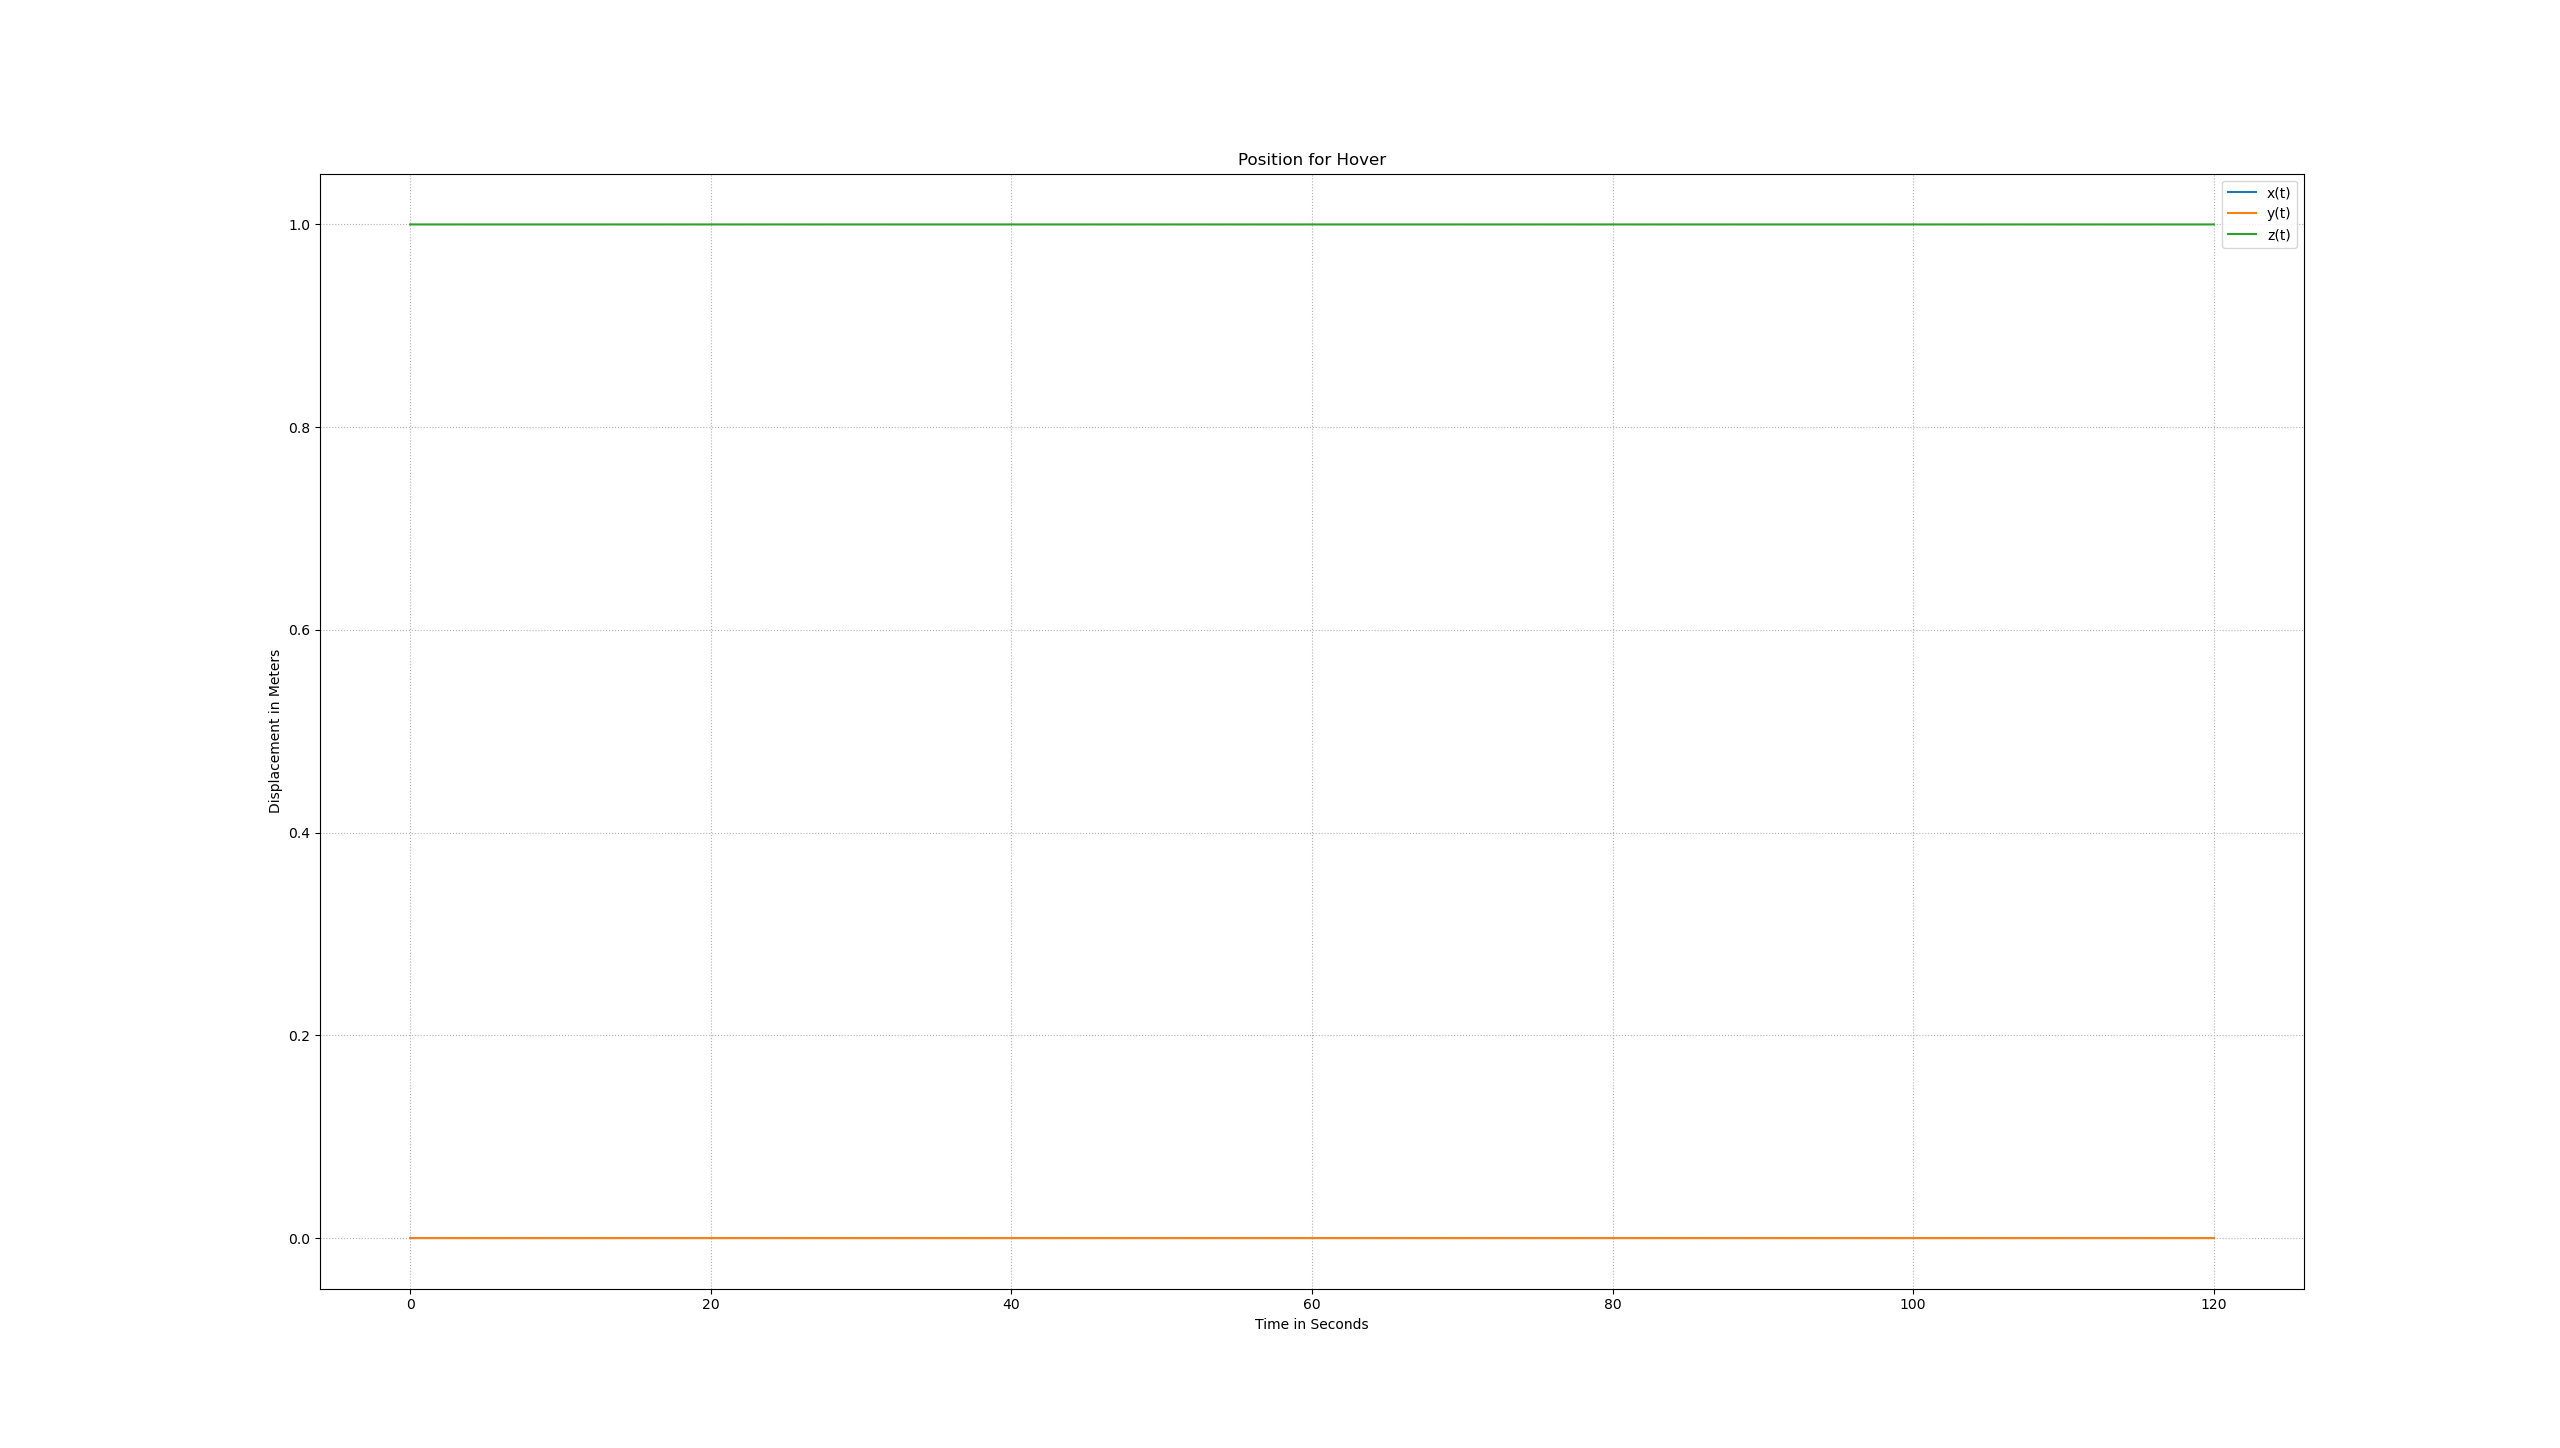 Position for Hover
x(t)
y(t)
z(t)
1.0
0.8
0.6
0.4
0.2
0.0
Displacement in Meters
0 20 40 60 80 100 120
Time in Seconds